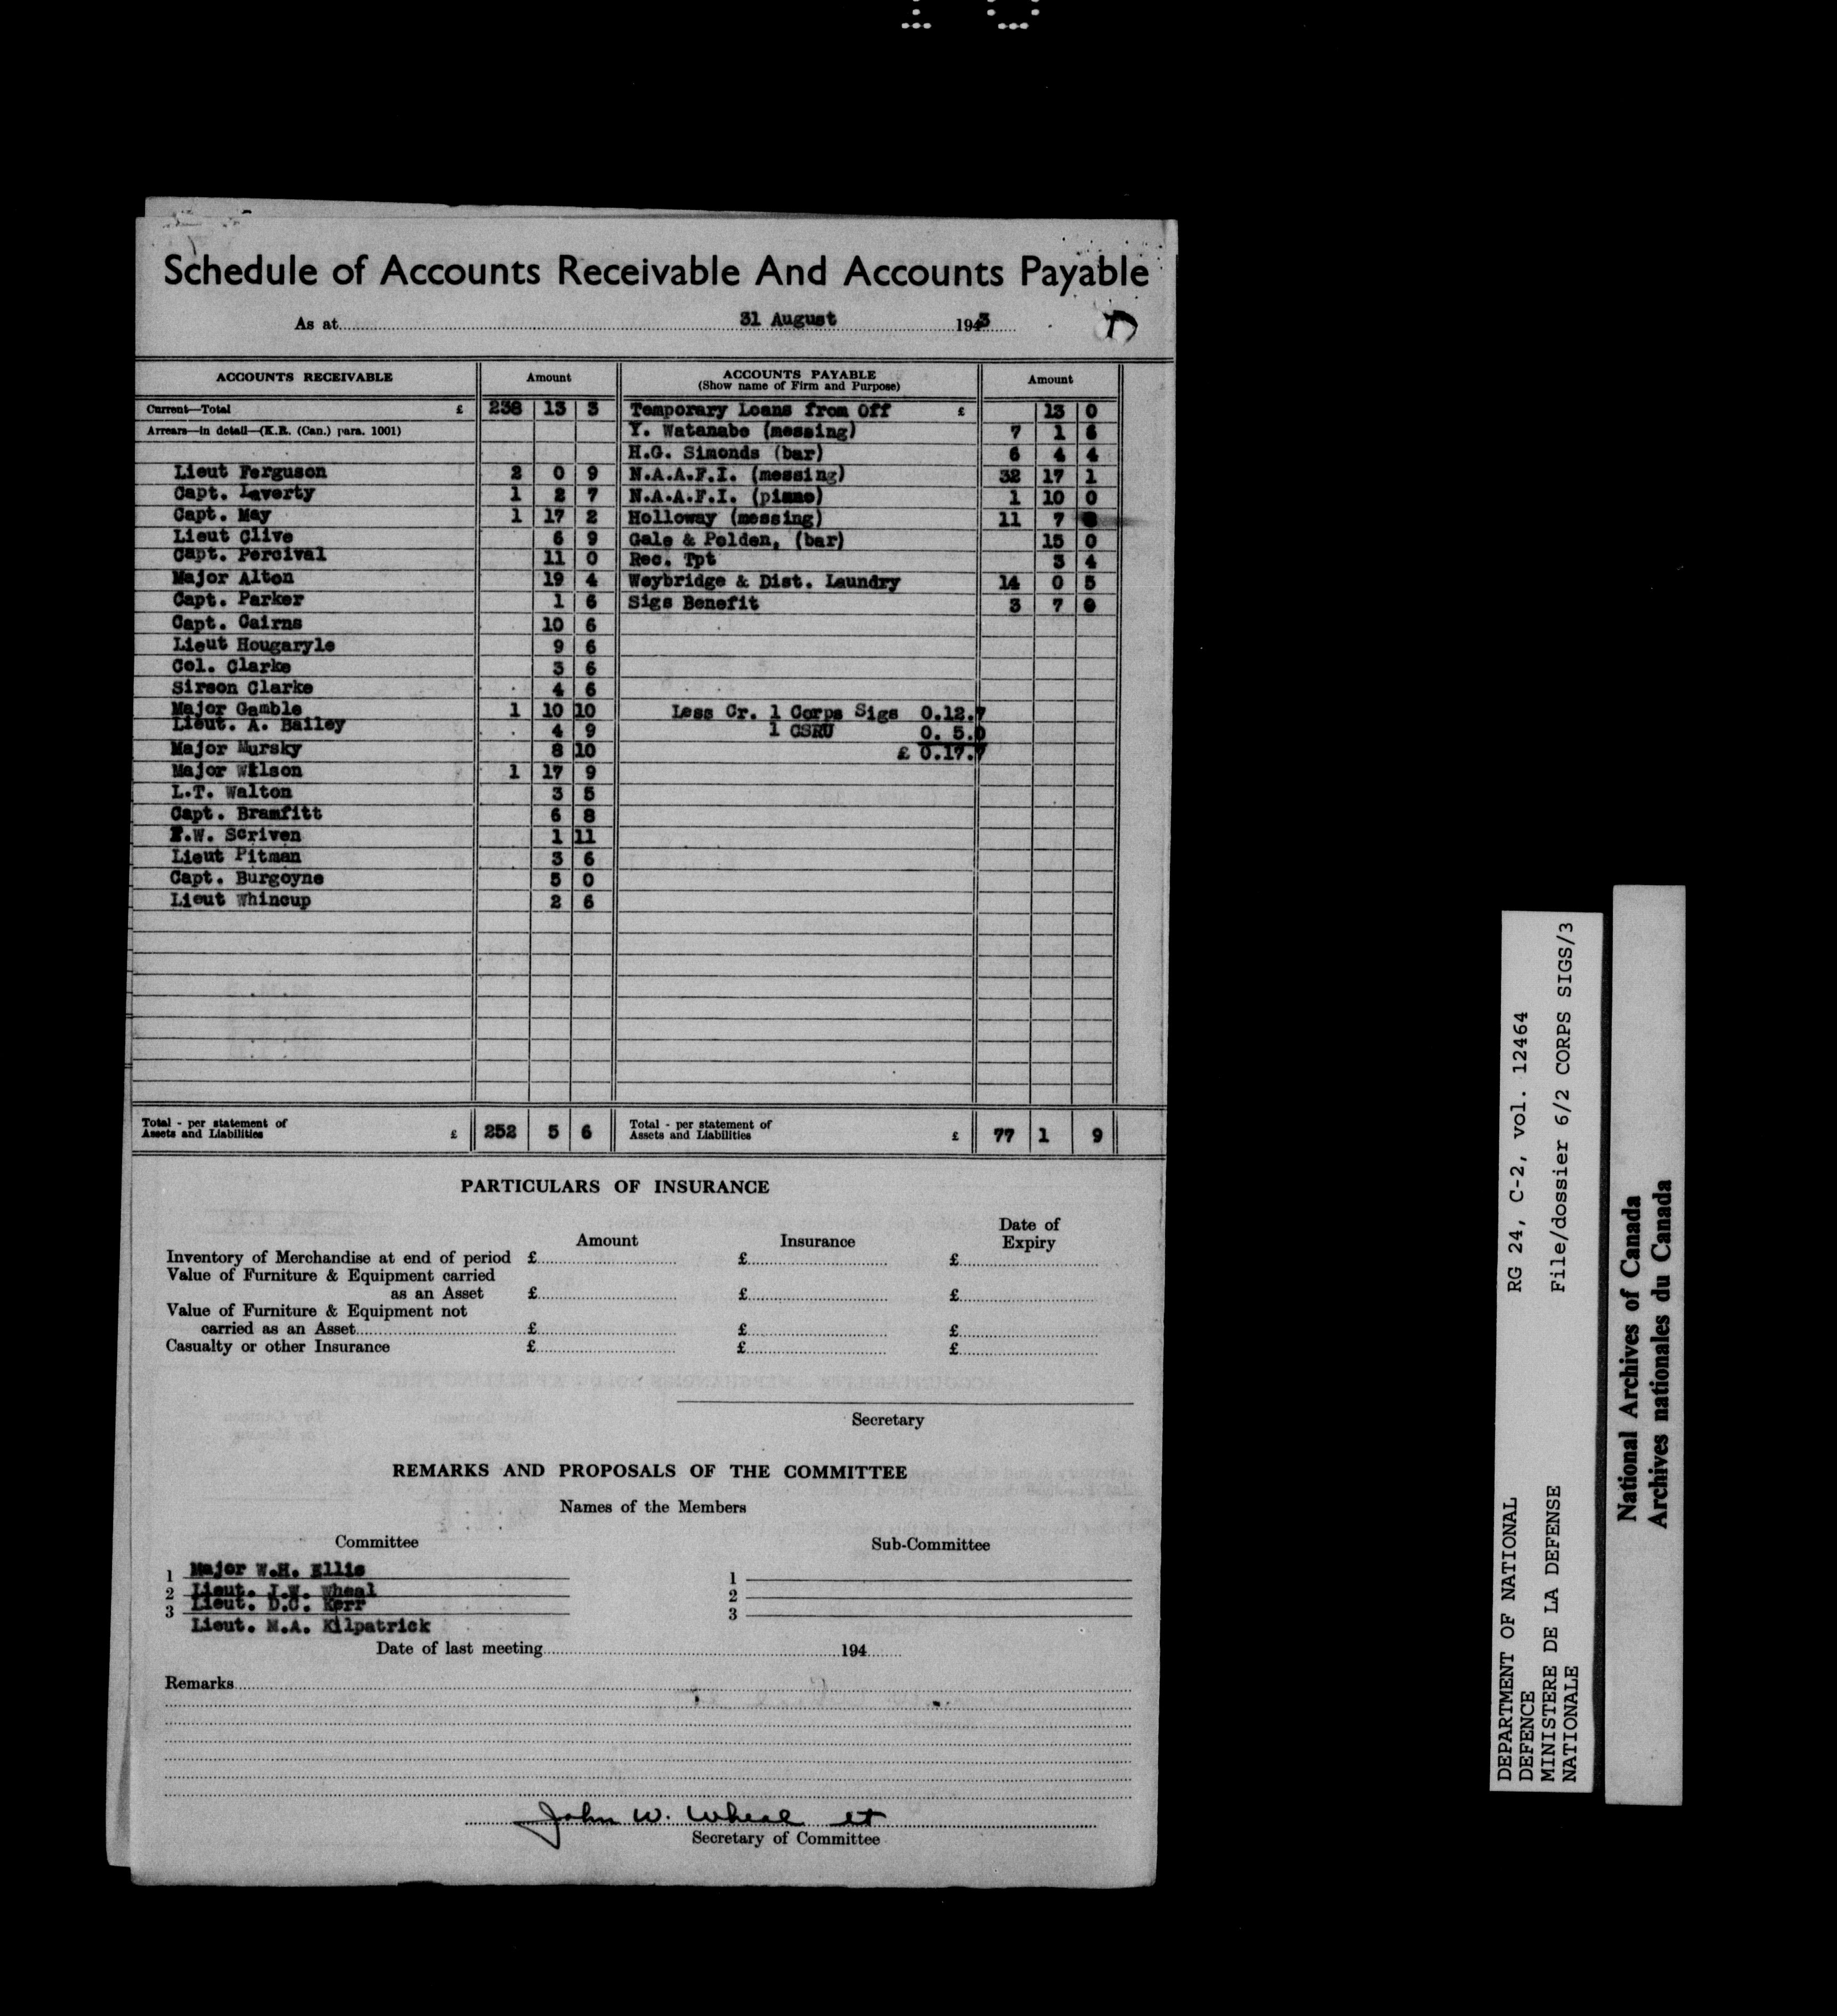 Schedule of Accounts Receivable And Accounts Payable
As at 31 August 1943
ACCOUNTS RECEIVABLE Amount ACCOUNTS PAYABLE Amount
(Show name of Firm and Purpose)
Current—Total £ 238 13 3 Temporary Loans from Off £ 13 0
Arrears—in detail—(K.R. (Can.) para. 1001) Y. Watanabe (messing) 7 1 6
H.G. Simonds (bar) 6 4 4
Lieut Ferguson 2 0 9 N.A.A.F.I. (messing) 32 17 1
Capt. Laverty 1 2 7 N.A.A.F.I. (piano) 1 10 0
Capt. May 1 17 2 Holloway (messing) 11 7
Lieut Clive 6 9 Gale & Polden, (bar) 15 0
Capt. Percival 11 0 Rec. Tpt 3 4
Major Alton 19 4 Weybridge & Dist. Laundry 14 0 5
Capt. Parker 1 6 Sigs Benefit 3 7 0
Capt. Cairns 10 6
Lieut Hougaryle 9 6
Col. Clarke 3 6
Sirson Clarke 4 6
Major Gamble 1 10 10 Less Cr. 1 Corps Sigs 0.12.7
Lieut. A. Bailey 4 9 1 CSRU 0. 5.0
Major Mursky 8 10 £ 0.17.7
Major Wilson 1 17 9
L.T. Walton 3 5
Capt. Bramfitt 6 8
F.W. Scriven 1 11
Lieut Pitman 3 6
Capt. Burgoyne 5 0
Lieut Whincup 2 6
Total - per statement of Assets and Liabilities £ 252 5 6 Total - per statement of Assets and Liabilities £ 77 1 9
PARTICULARS OF INSURANCE
Amount Insurance Date of Expiry
Inventory of Merchandise at end of period £ £ £
Value of Furniture & Equipment carried
as an Asset £ £ £
Value of Furniture & Equipment not
carried as an Asset £ £ £
Casualty or other Insurance £ £ £
Secretary
REMARKS AND PROPOSALS OF THE COMMITTEE
Names of the Members
Committee Sub-Committee
1 Major W.H. Ellis 1
2 Lieut. J.W. Wheal 2
3 Lieut. D.C. Kerr 3
Lieut. M.A. Kilpatrick
Date of last meeting 194
Remarks
John W. Wheal Lt
Secretary of Committee
DEPARTMENT OF NATIONAL RG 24, C-2, vol. 12464
DEFENCE
MINISTERE DE LA DEFENSE File/dossier 6/2 CORPS SIGS/3
NATIONALE
National Archives of Canada
Archives nationales du Canada